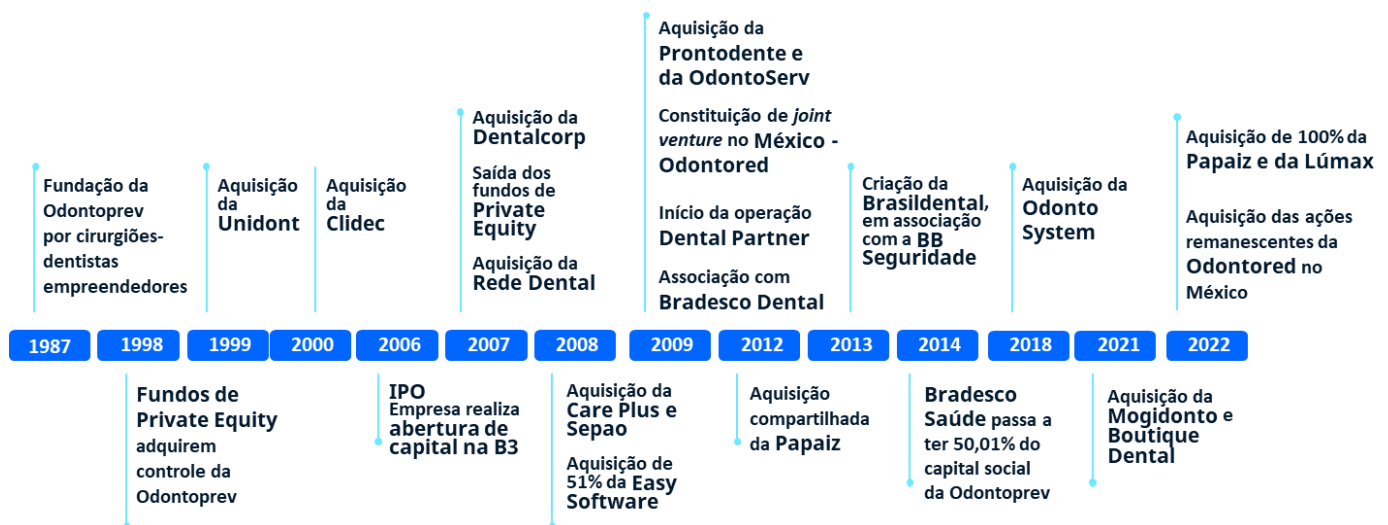 Fundação da
Odontoprev
por cirurgiões-
dentistas
empreendedores
Aquisição
da
Unidont
Aquisição
da
Clidec
Aquisição da
Dentalcorp
Saída dos
fundos de
Private
Equity
Aquisição da
Rede Dental
Aquisição da
Prontodente e
da OdontoServ
Constituição de joint
venture no México -
Odontored
Início da operação
Dental Partner
Associação com
Bradesco Dental
Criação da
Brasildental,
em associação
com a BB
Seguridade
Aquisição da
Odonto
System
Aquisição de 100% da
Papaiz e da Lúmax
Aquisição das ações
remanescentes da
Odontored no
México
1987 1998 1999 2000 2006 2007 2008 2009 2012 2013 2014 2018 2021 2022
Fundos de
Private Equity
adquirem
controle da
Odontoprev
IPO
Empresa realiza
abertura de
capital na B3
Aquisição da
Care Plus e
Sepao
Aquisição de
51% da Easy
Software
Aquisição
compartilhada
da Papaiz
Bradesco
Saúde passa a
ter 50,01% do
capital social
da Odontoprev
Aquisição da
Mogidonto e
Boutique
Dental